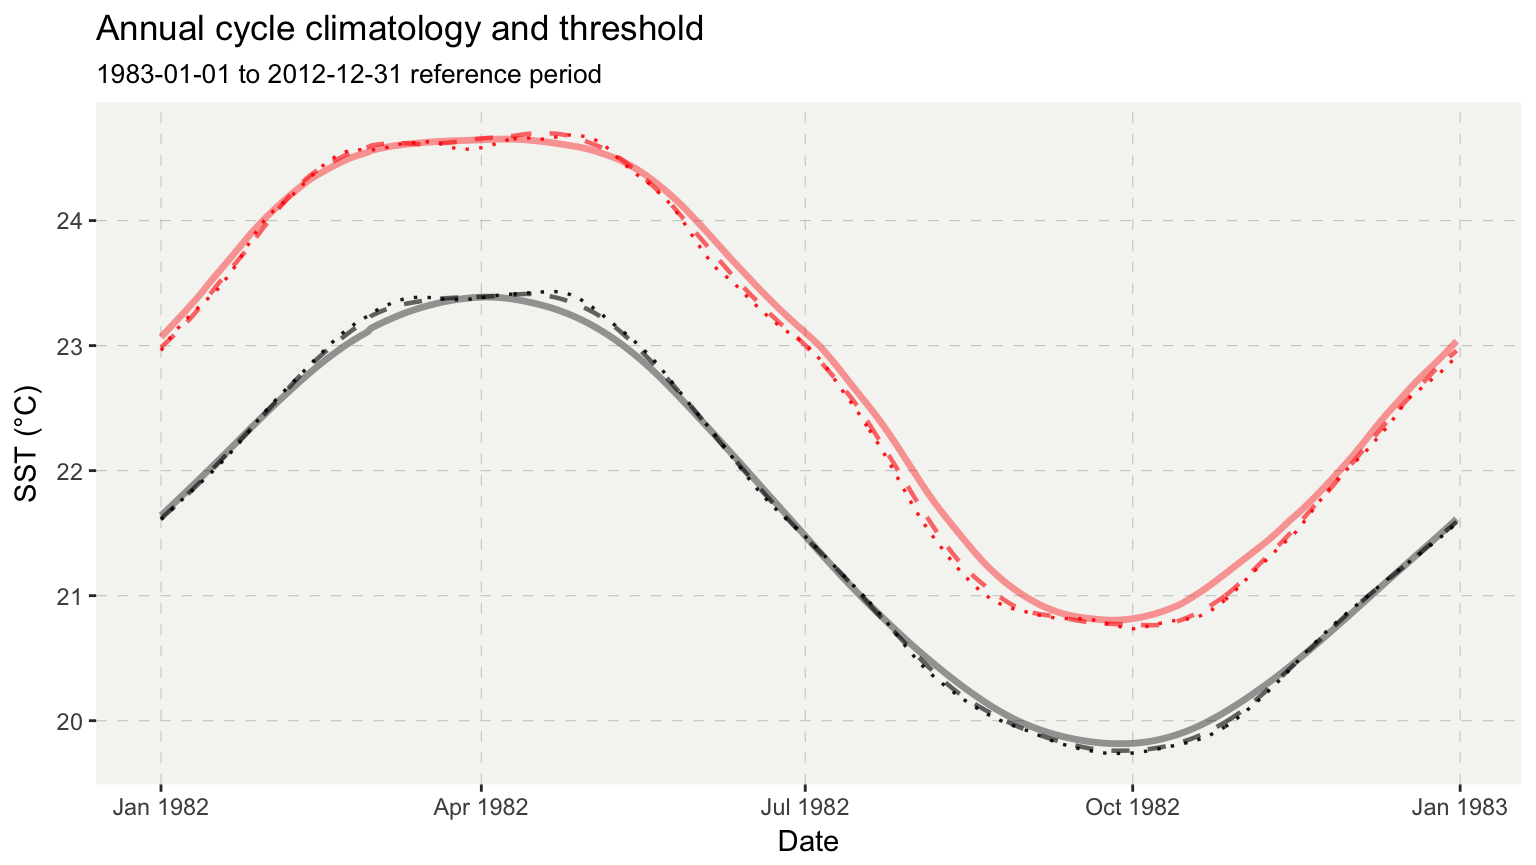 Annual cycle climatology and threshold
1983-01-01 to 2012-12-31 reference period
SST (°C)
24
23
22
21
20
Jan 1982 Apr 1982 Jul 1982 Oct 1982 Jan 1983
Date